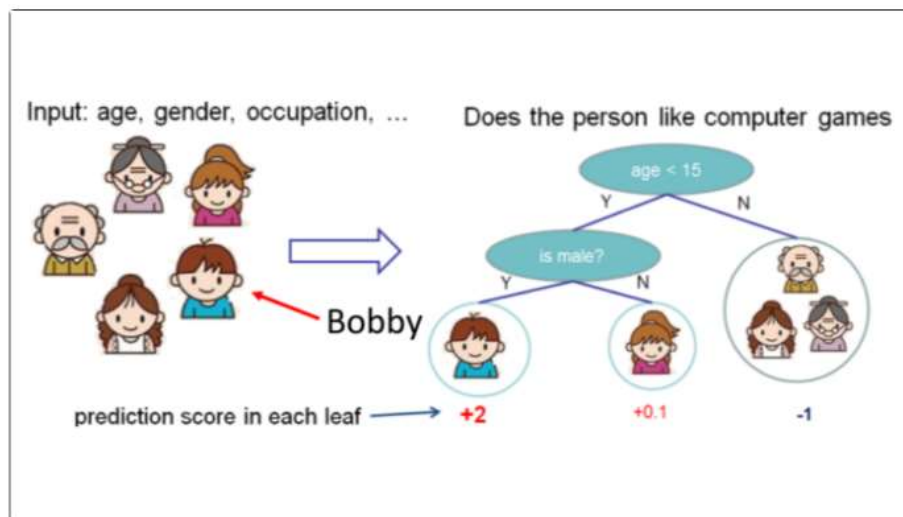 Input: age, gender, occupation, ...
Does the person like computer games
age < 15
Y
N
is male?
Y
N
Bobby
prediction score in each leaf
+2
+0.1
-1